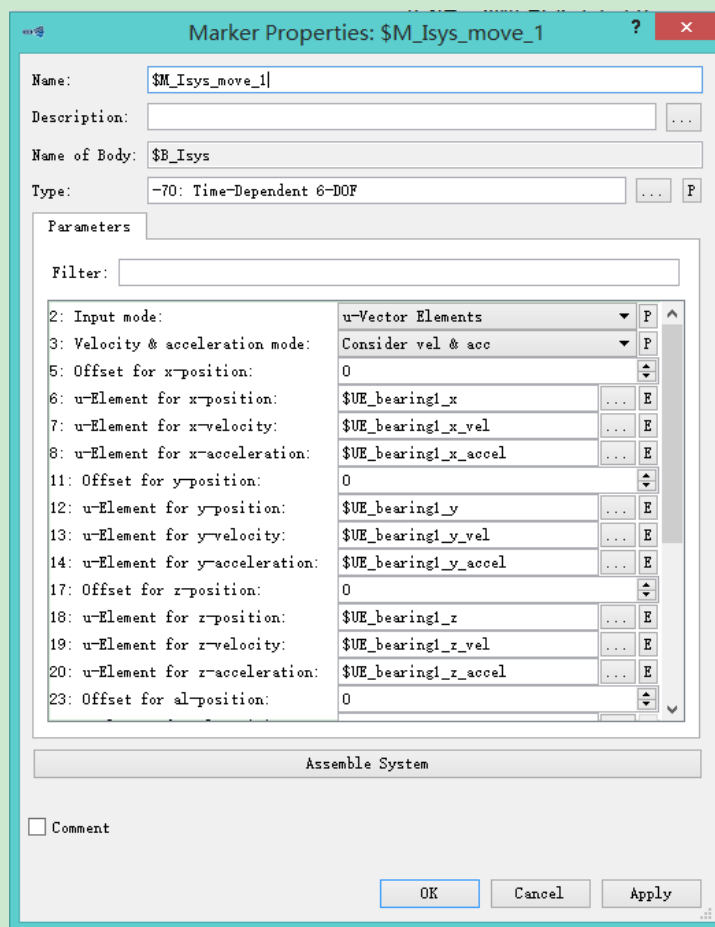 Marker Properties: $M_Isys_move_1 ? ×
Name: $M_Isys_move_1
Description: ...
Name of Body: $B_Isys
Type: -70: Time-Dependent 6-DOF ... P
Parameters
Filter:
2: Input mode: u-Vector Elements P
3: Velocity & acceleration mode: Consider vel & acc P
5: Offset for x-position: 0
6: u-Element for x-position: $UE_bearing1_x ... E
7: u-Element for x-velocity: $UE_bearing1_x_vel ... E
8: u-Element for x-acceleration: $UE_bearing1_x_accel ... E
11: Offset for y-position: 0
12: u-Element for y-position: $UE_bearing1_y ... E
13: u-Element for y-velocity: $UE_bearing1_y_vel ... E
14: u-Element for y-acceleration: $UE_bearing1_y_accel ... E
17: Offset for z-position: 0
18: u-Element for z-position: $UE_bearing1_z ... E
19: u-Element for z-velocity: $UE_bearing1_z_vel ... E
20: u-Element for z-acceleration: $UE_bearing1_z_accel ... E
23: Offset for al-position: 0
Assemble System
Comment
OK Cancel Apply